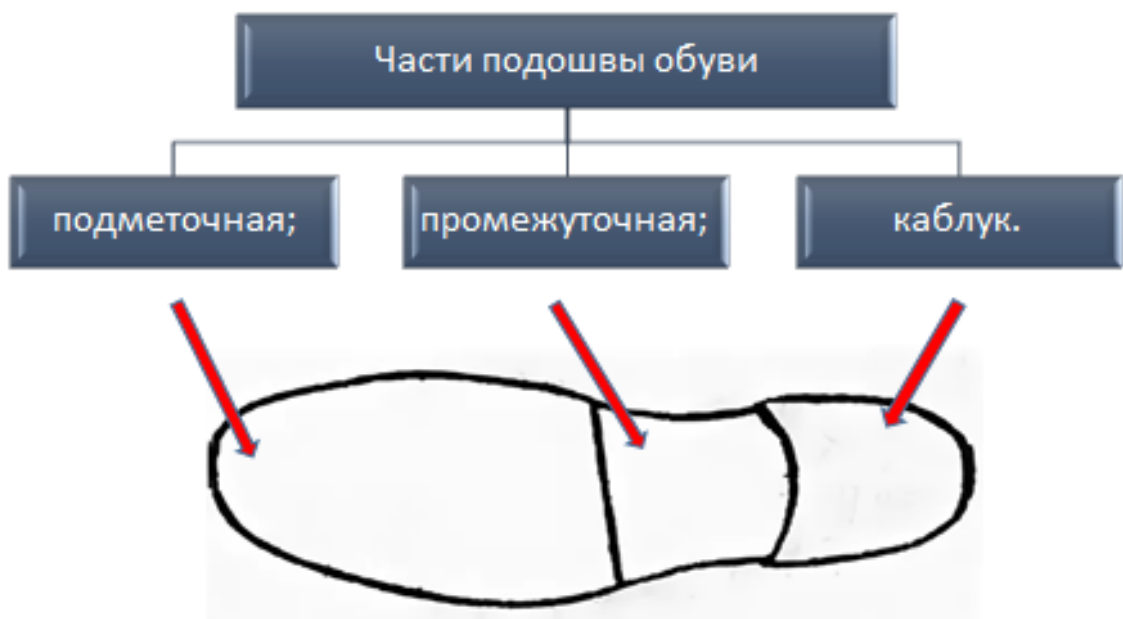 Части подошвы обуви
подметочная;
промежуточная;
каблук.